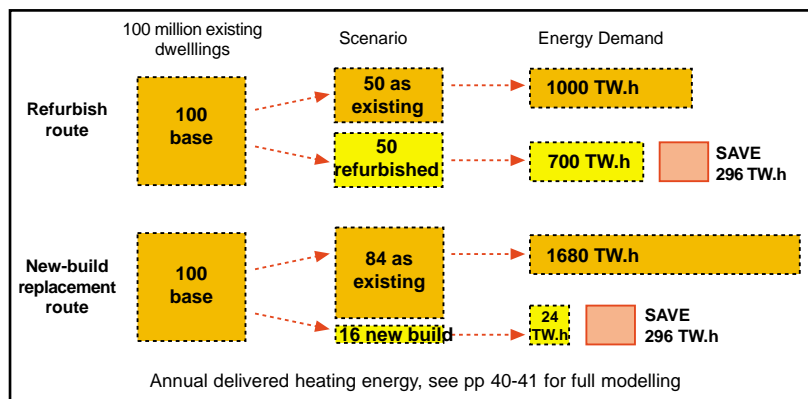 100 million existing
dwelllings
Scenario
Energy Demand
Refurbish
route
100
base
50 as
existing
1000 TW.h
50
refurbished
700 TW.h
SAVE
296 TW.h
New-build
replacement
route
100
base
84 as
existing
1680 TW.h
16 new build
24
TW.h
SAVE
296 TW.h
Annual delivered heating energy, see pp 40-41 for full modelling